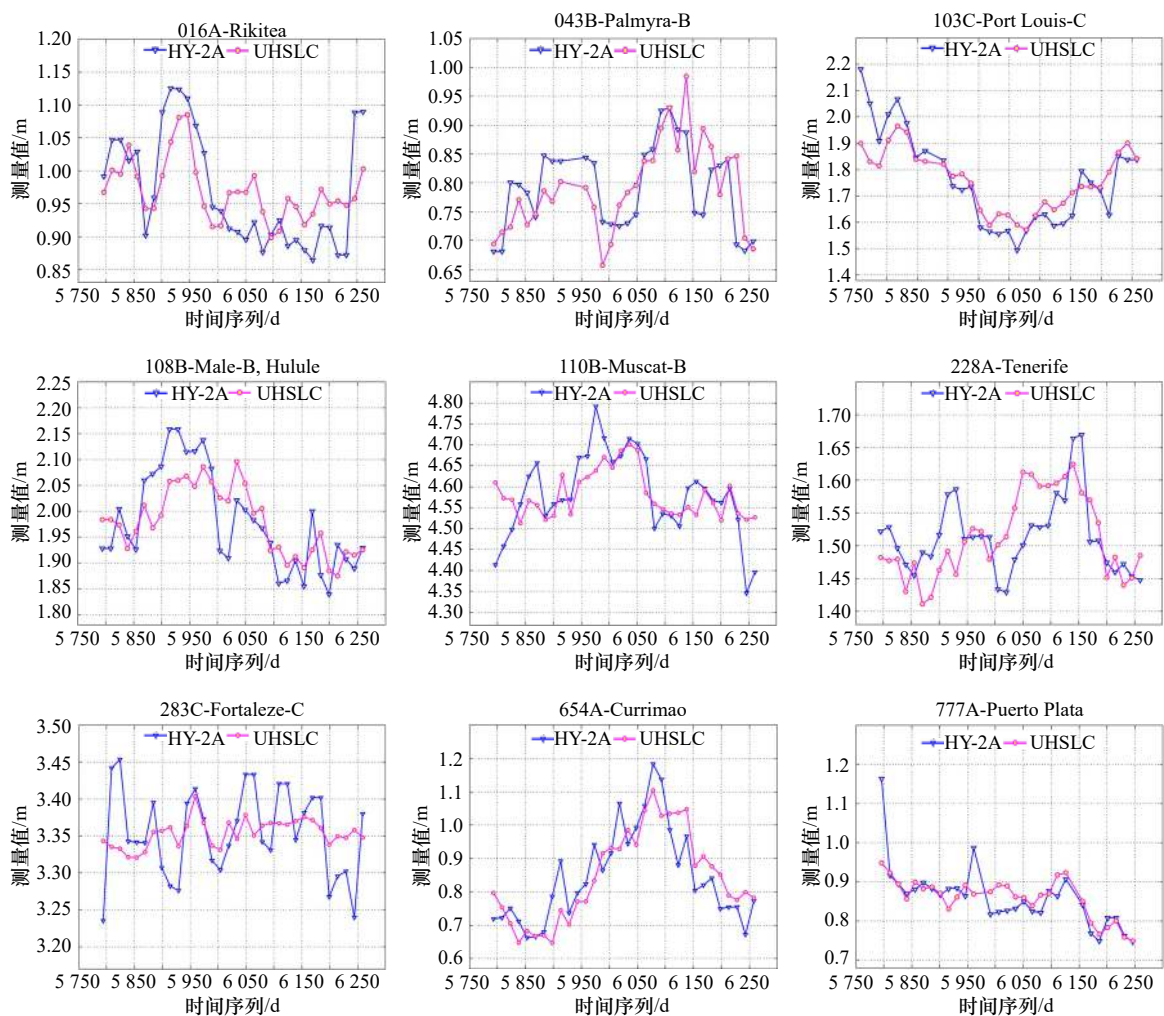 016A-Rikitea
HY-2A UHSLC
1.20
1.15
1.10
1.05
1.00
0.95
0.90
0.85
测量值/m
5 750 5 850 5 950 6 050 6 150 6 250
时间序列/d
043B-Palmyra-B
HY-2A UHSLC
1.05
1.00
0.95
0.90
0.85
0.80
0.75
0.70
0.65
测量值/m
5 750 5 850 5 950 6 050 6 150 6 250
时间序列/d
103C-Port Louis-C
HY-2A UHSLC
2.2
2.1
2.0
1.9
1.8
1.7
1.6
1.5
1.4
测量值/m
5 750 5 850 5 950 6 050 6 150 6 250
时间序列/d
108B-Male-B, Hulule
HY-2A UHSLC
2.25
2.20
2.15
2.10
2.05
2.00
1.95
1.90
1.85
1.80
测量值/m
5 750 5 850 5 950 6 050 6 150 6 250
时间序列/d
110B-Muscat-B
HY-2A UHSLC
4.80
4.70
4.60
4.50
4.40
4.30
测量值/m
5 750 5 850 5 950 6 050 6 150 6 250
时间序列/d
228A-Tenerife
HY-2A UHSLC
1.70
1.65
1.60
1.55
1.50
1.45
1.40
测量值/m
5 750 5 850 5 950 6 050 6 150 6 250
时间序列/d
283C-Fortaleze-C
HY-2A UHSLC
3.50
3.45
3.40
3.35
3.30
3.25
3.20
测量值/m
5 750 5 850 5 950 6 050 6 150 6 250
时间序列/d
654A-Currimao
HY-2A UHSLC
1.2
1.1
1.0
0.9
0.8
0.7
0.6
测量值/m
5 750 5 850 5 950 6 050 6 150 6 250
时间序列/d
777A-Puerto Plata
HY-2A UHSLC
1.2
1.1
1.0
0.9
0.8
0.7
测量值/m
5 750 5 850 5 950 6 050 6 150 6 250
时间序列/d